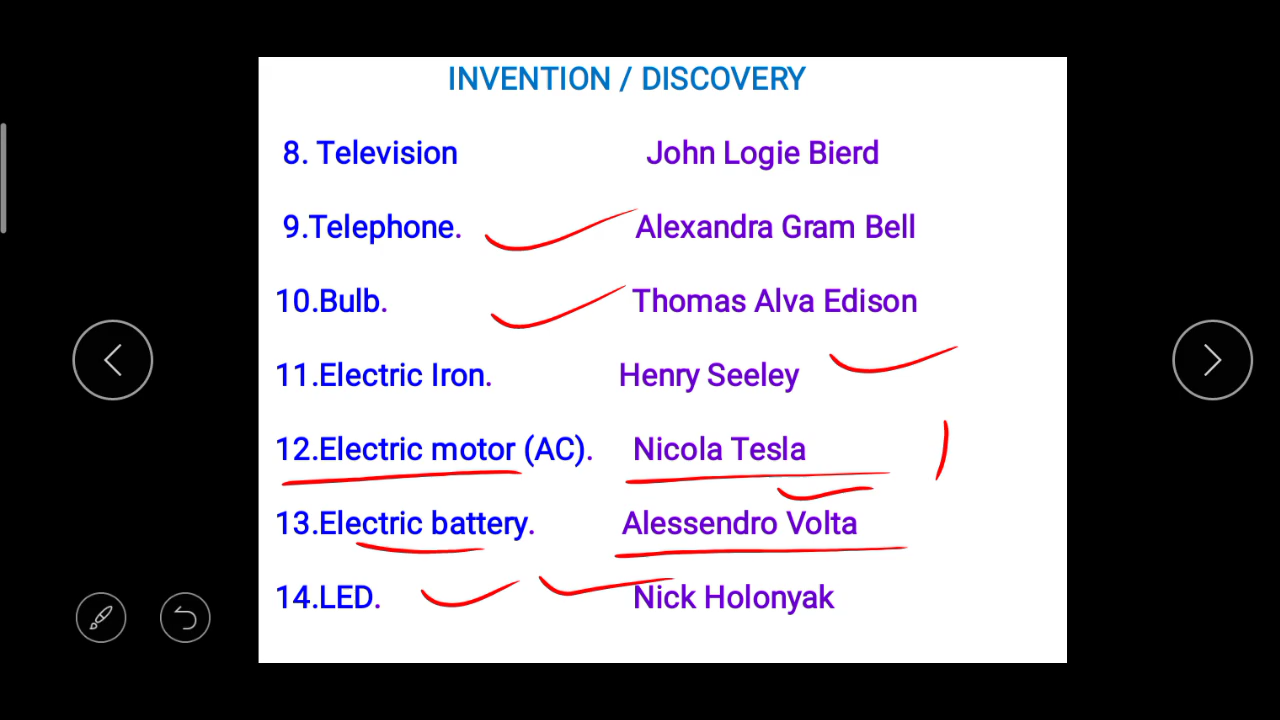 INVENTION / DISCOVERY
8. Television John Logie Bierd
9.Telephone. Alexandra Gram Bell
10.Bulb. Thomas Alva Edison
11.Electric Iron. Henry Seeley
12.Electric motor (AC). Nicola Tesla
13.Electric battery. Alessendro Volta
14.LED. Nick Holonyak